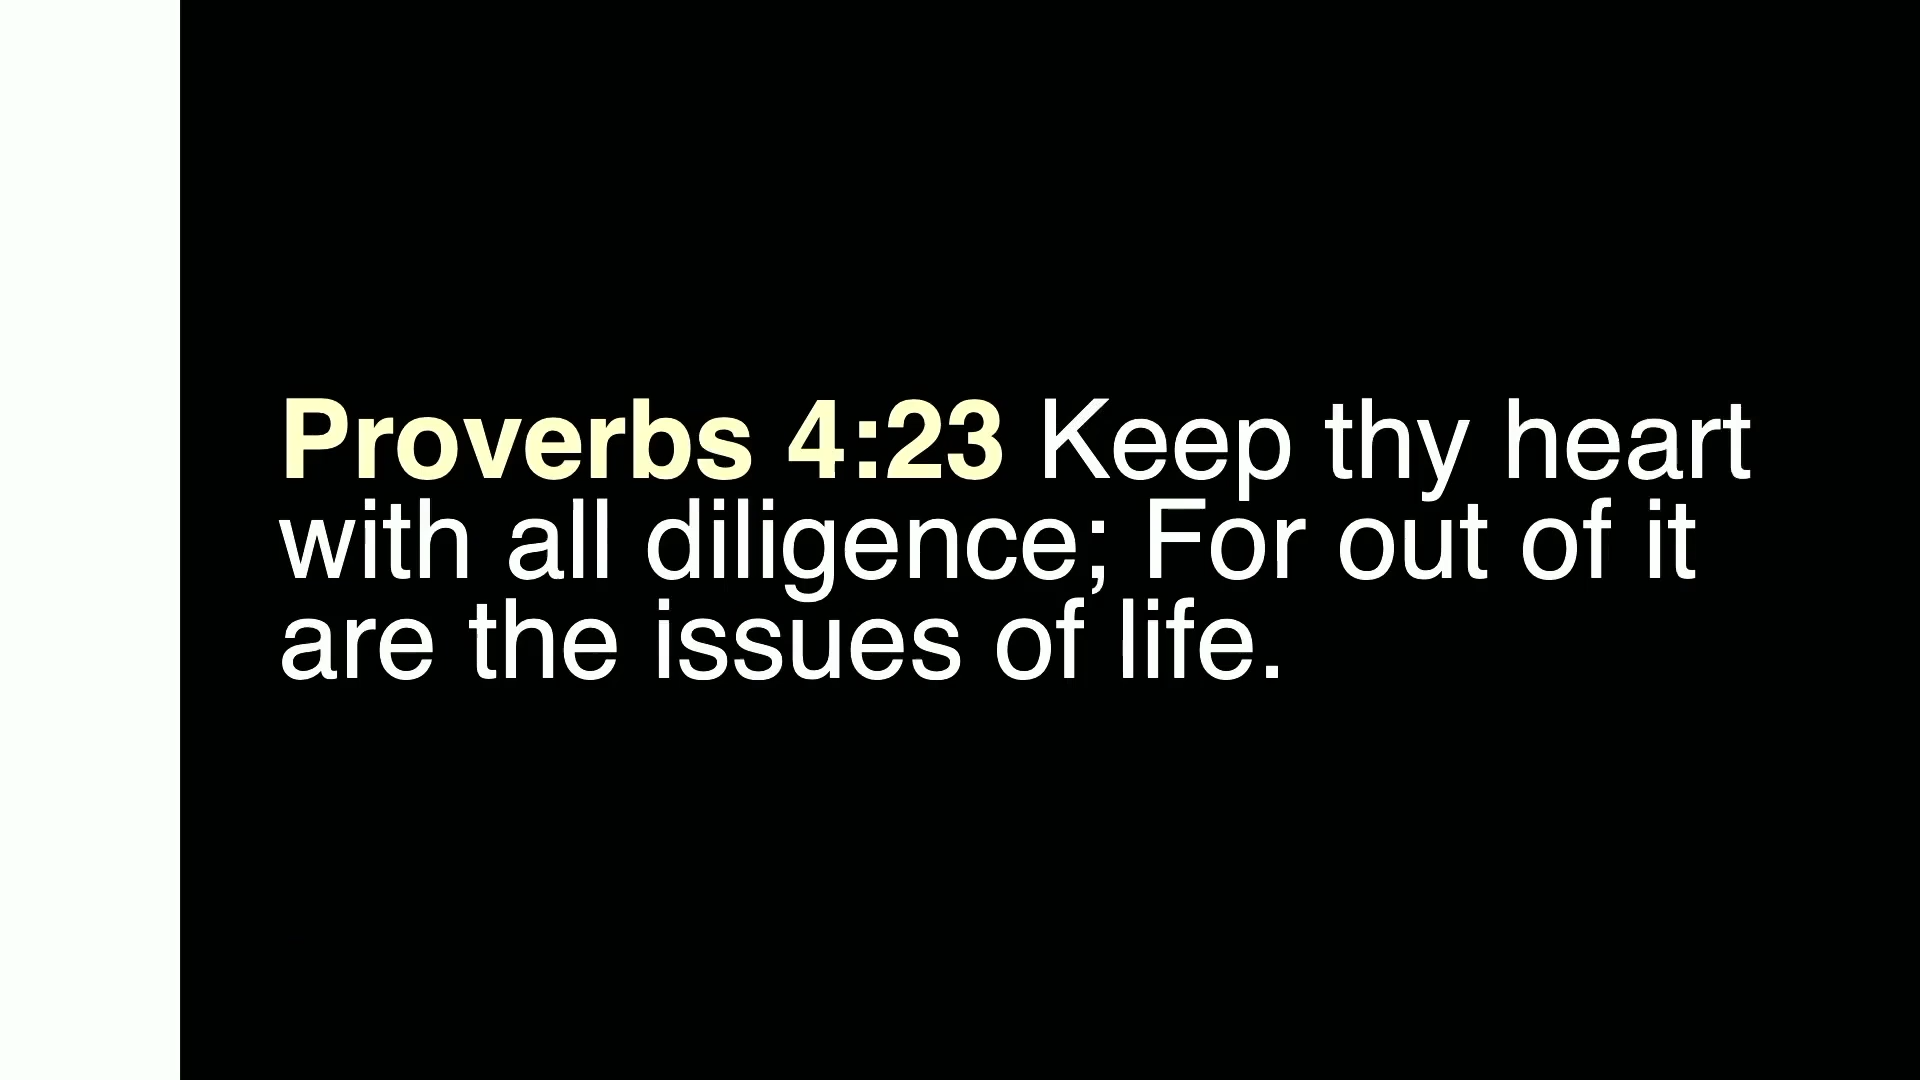 Proverbs 4:23 Keep thy heart
with all diligence; For out of it
are the issues of life.